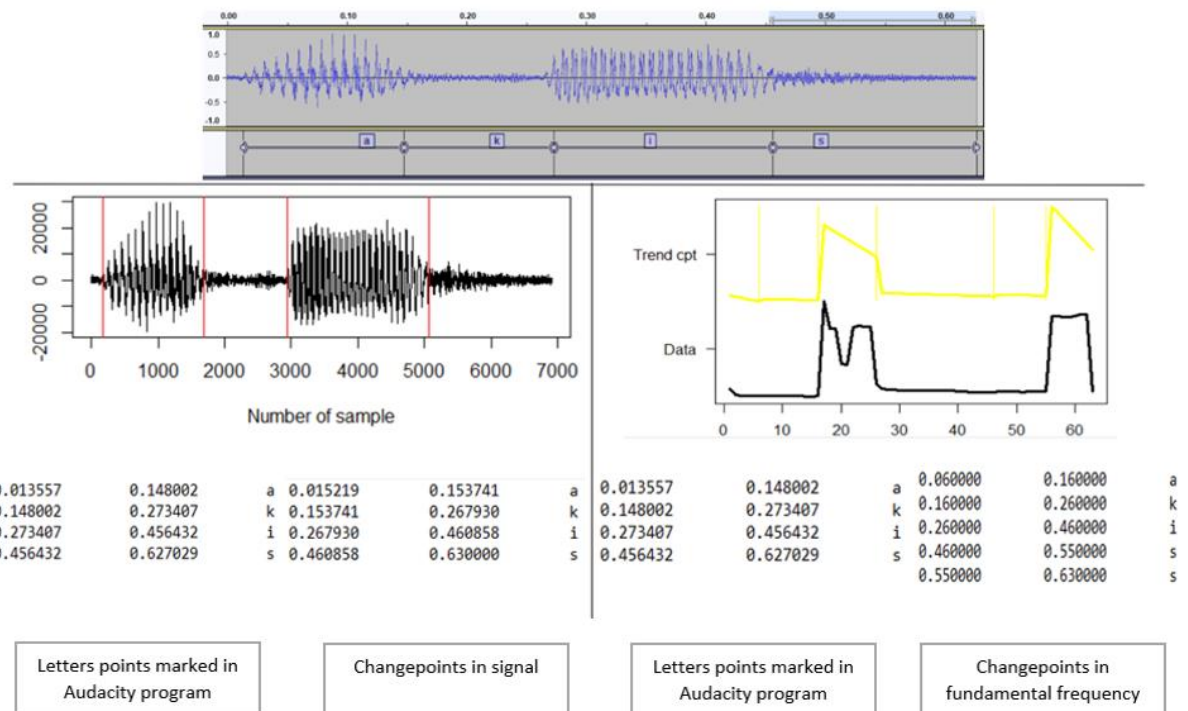 0.00 0.10 0.20 0.30 0.40 0.50 0.60
1.0
0.5
0.0
-0.5
-1.0
a k i s
20000
0
-20000
0 1000 2000 3000 4000 5000 6000 7000
Number of sample
Trend cpt
Data
0 10 20 30 40 50 60
.013557 0.148002 a 0.015219 0.153741 a
.148002 0.273407 k 0.153741 0.267930 k
.273407 0.456432 i 0.267930 0.460858 i
.456432 0.627029 s 0.460858 0.630000 s
0.013557 0.148002 a
0.148002 0.273407 k
0.273407 0.456432 i
0.456432 0.627029 s
0.060000 0.160000 a
0.160000 0.260000 k
0.260000 0.460000 i
0.460000 0.550000 s
0.550000 0.630000 s
Letters points marked in
Audacity program
Changepoints in signal
Letters points marked in
Audacity program
Changepoints in
fundamental frequency